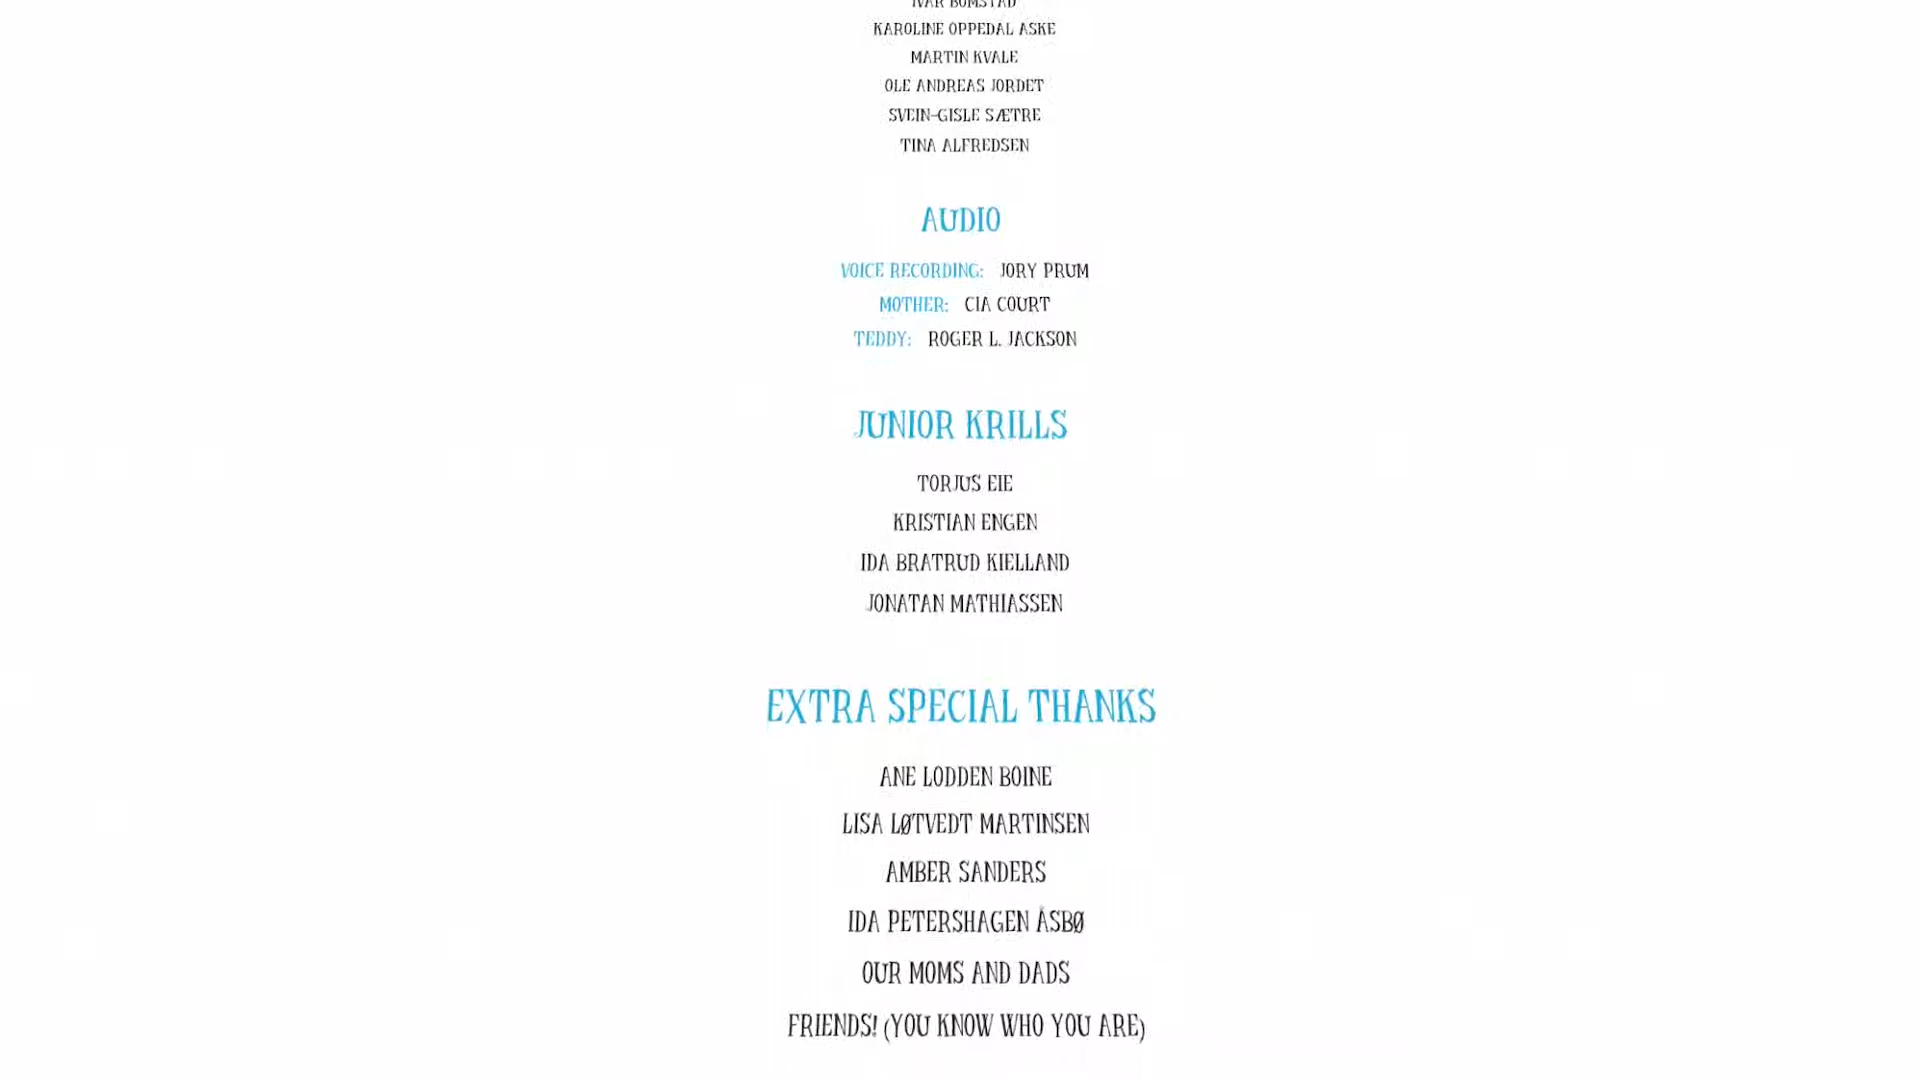 IVAR BOMSTAD
KAROLINE OPPEDAL ASKE
MARTIN KVALE
OLE ANDREAS JORDET
SVEIN-GISLE SÆTRE
TINA ALFREDSEN
AUDIO
VOICE RECORDING: JORY PRUM
MOTHER: CIA COURT
TEDDY: ROGER L. JACKSON
JUNIOR KRILLS
TORJUS EIE
KRISTIAN ENGEN
IDA BRATRUD KIELLAND
JONATAN MATHIASSEN
EXTRA SPECIAL THANKS
ANE LODDEN BOINE
LISA LØTVEDT MARTINSEN
AMBER SANDERS
IDA PETERSHAGEN ÅSBØ
OUR MOMS AND DADS
FRIENDS! (YOU KNOW WHO YOU ARE)